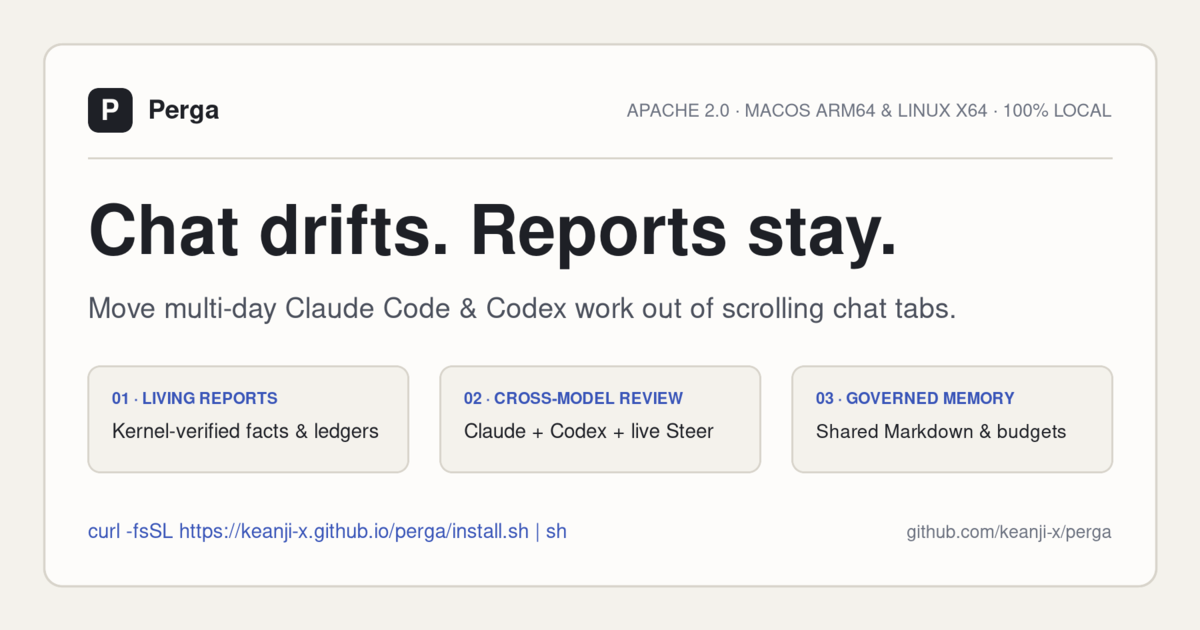 P Perga
APACHE 2.0 · MACOS ARM64 & LINUX X64 · 100% LOCAL
Chat drifts. Reports stay.
Move multi-day Claude Code & Codex work out of scrolling chat tabs.
01 · LIVING REPORTS
Kernel-verified facts & ledgers
02 · CROSS-MODEL REVIEW
Claude + Codex + live Steer
03 · GOVERNED MEMORY
Shared Markdown & budgets
curl -fsSL https://keanji-x.github.io/perga/install.sh | sh
github.com/keanji-x/perga